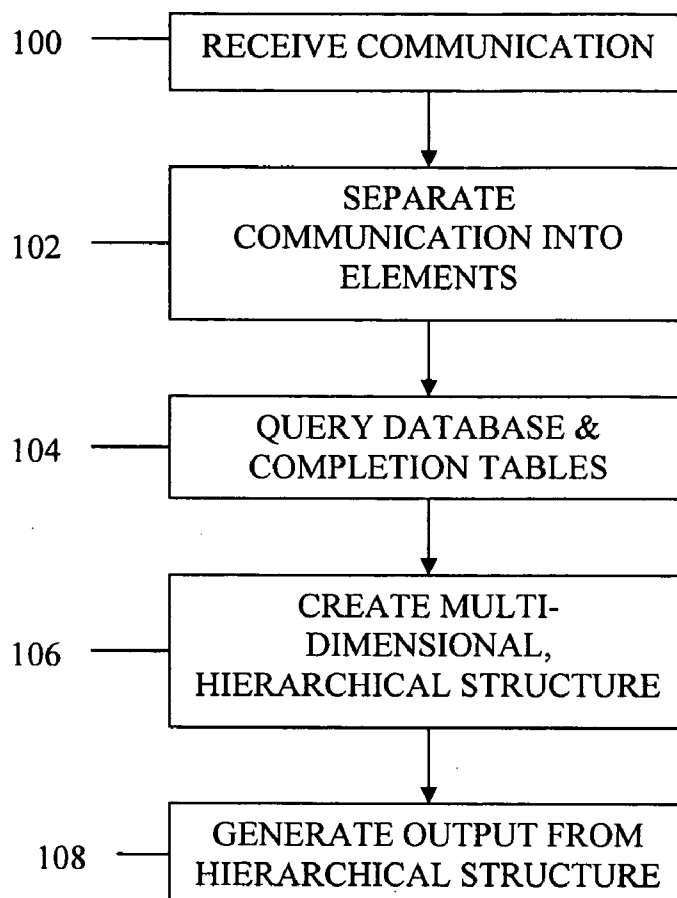 100
RECEIVE COMMUNICATION
102
SEPARATE
COMMUNICATION INTO
ELEMENTS
104
QUERY DATABASE &
COMPLETION TABLES
106
CREATE MULTI-
DIMENSIONAL,
HIERARCHICAL STRUCTURE
108
GENERATE OUTPUT FROM
HIERARCHICAL STRUCTURE